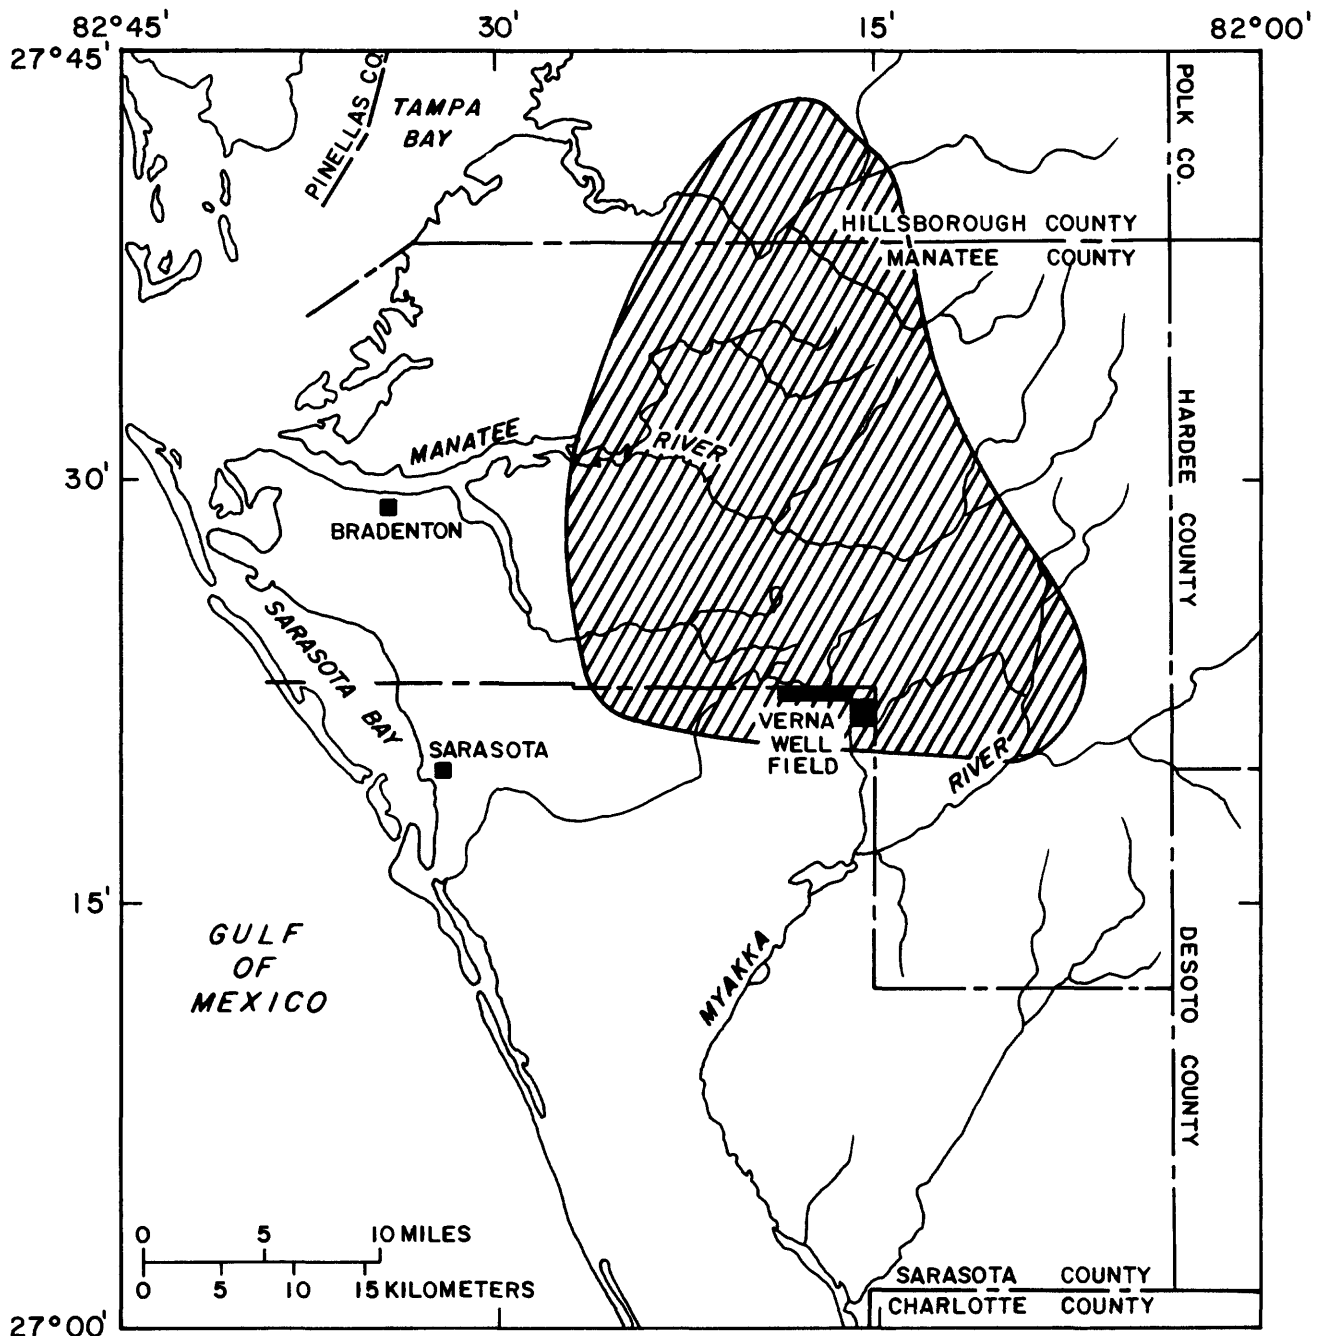 82°45' 30' 15' 82°00'
27°45'
PINELLAS CO.
TAMPA
BAY
POLK CO.
HILLSBOROUGH COUNTY
MANATEE COUNTY
HARDEE COUNTY
MANATEE RIVER
30'
BRADENTON
SARASOTA BAY
VERNA
WELL
FIELD
SARASOTA
RIVER
15'
GULF
OF
MEXICO
MYAKKA
DESOTO COUNTY
0 5 10 MILES
0 5 10 15 KILOMETERS
SARASOTA COUNTY
CHARLOTTE COUNTY
27°00'